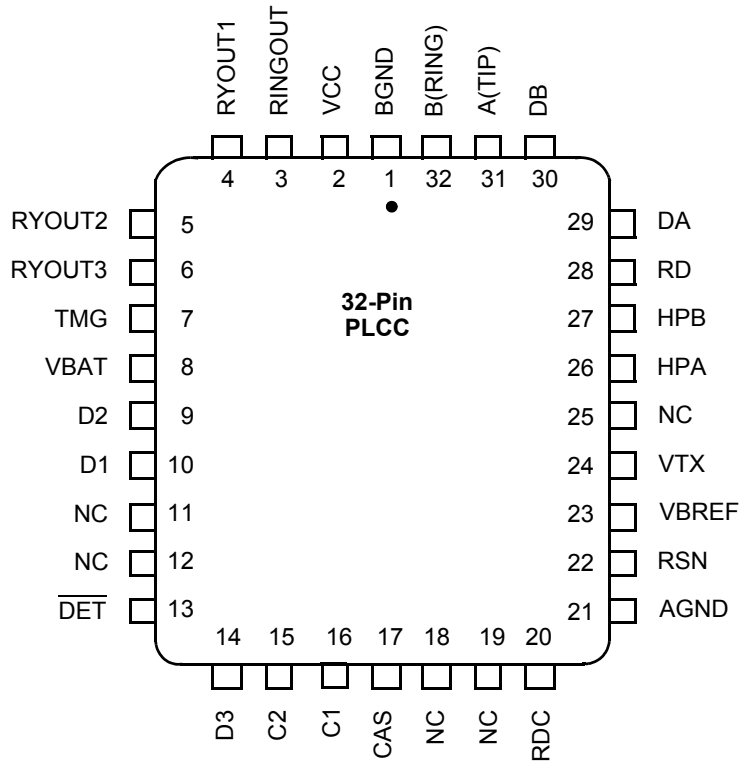 RYOUT1
RINGOUT
VCC
BGND
B(RING)
A(TIP)
DB
4 3 2 1 32 31 30
RYOUT2 5
RYOUT3 6
TMG 7
VBAT 8
D2 9
D1 10
NC 11
NC 12
DET 13
32-Pin
PLCC
29 DA
28 RD
27 HPB
26 HPA
25 NC
24 VTX
23 VBREF
22 RSN
21 AGND
14 15 16 17 18 19 20
D3
C2
C1
CAS
NC
NC
RDC